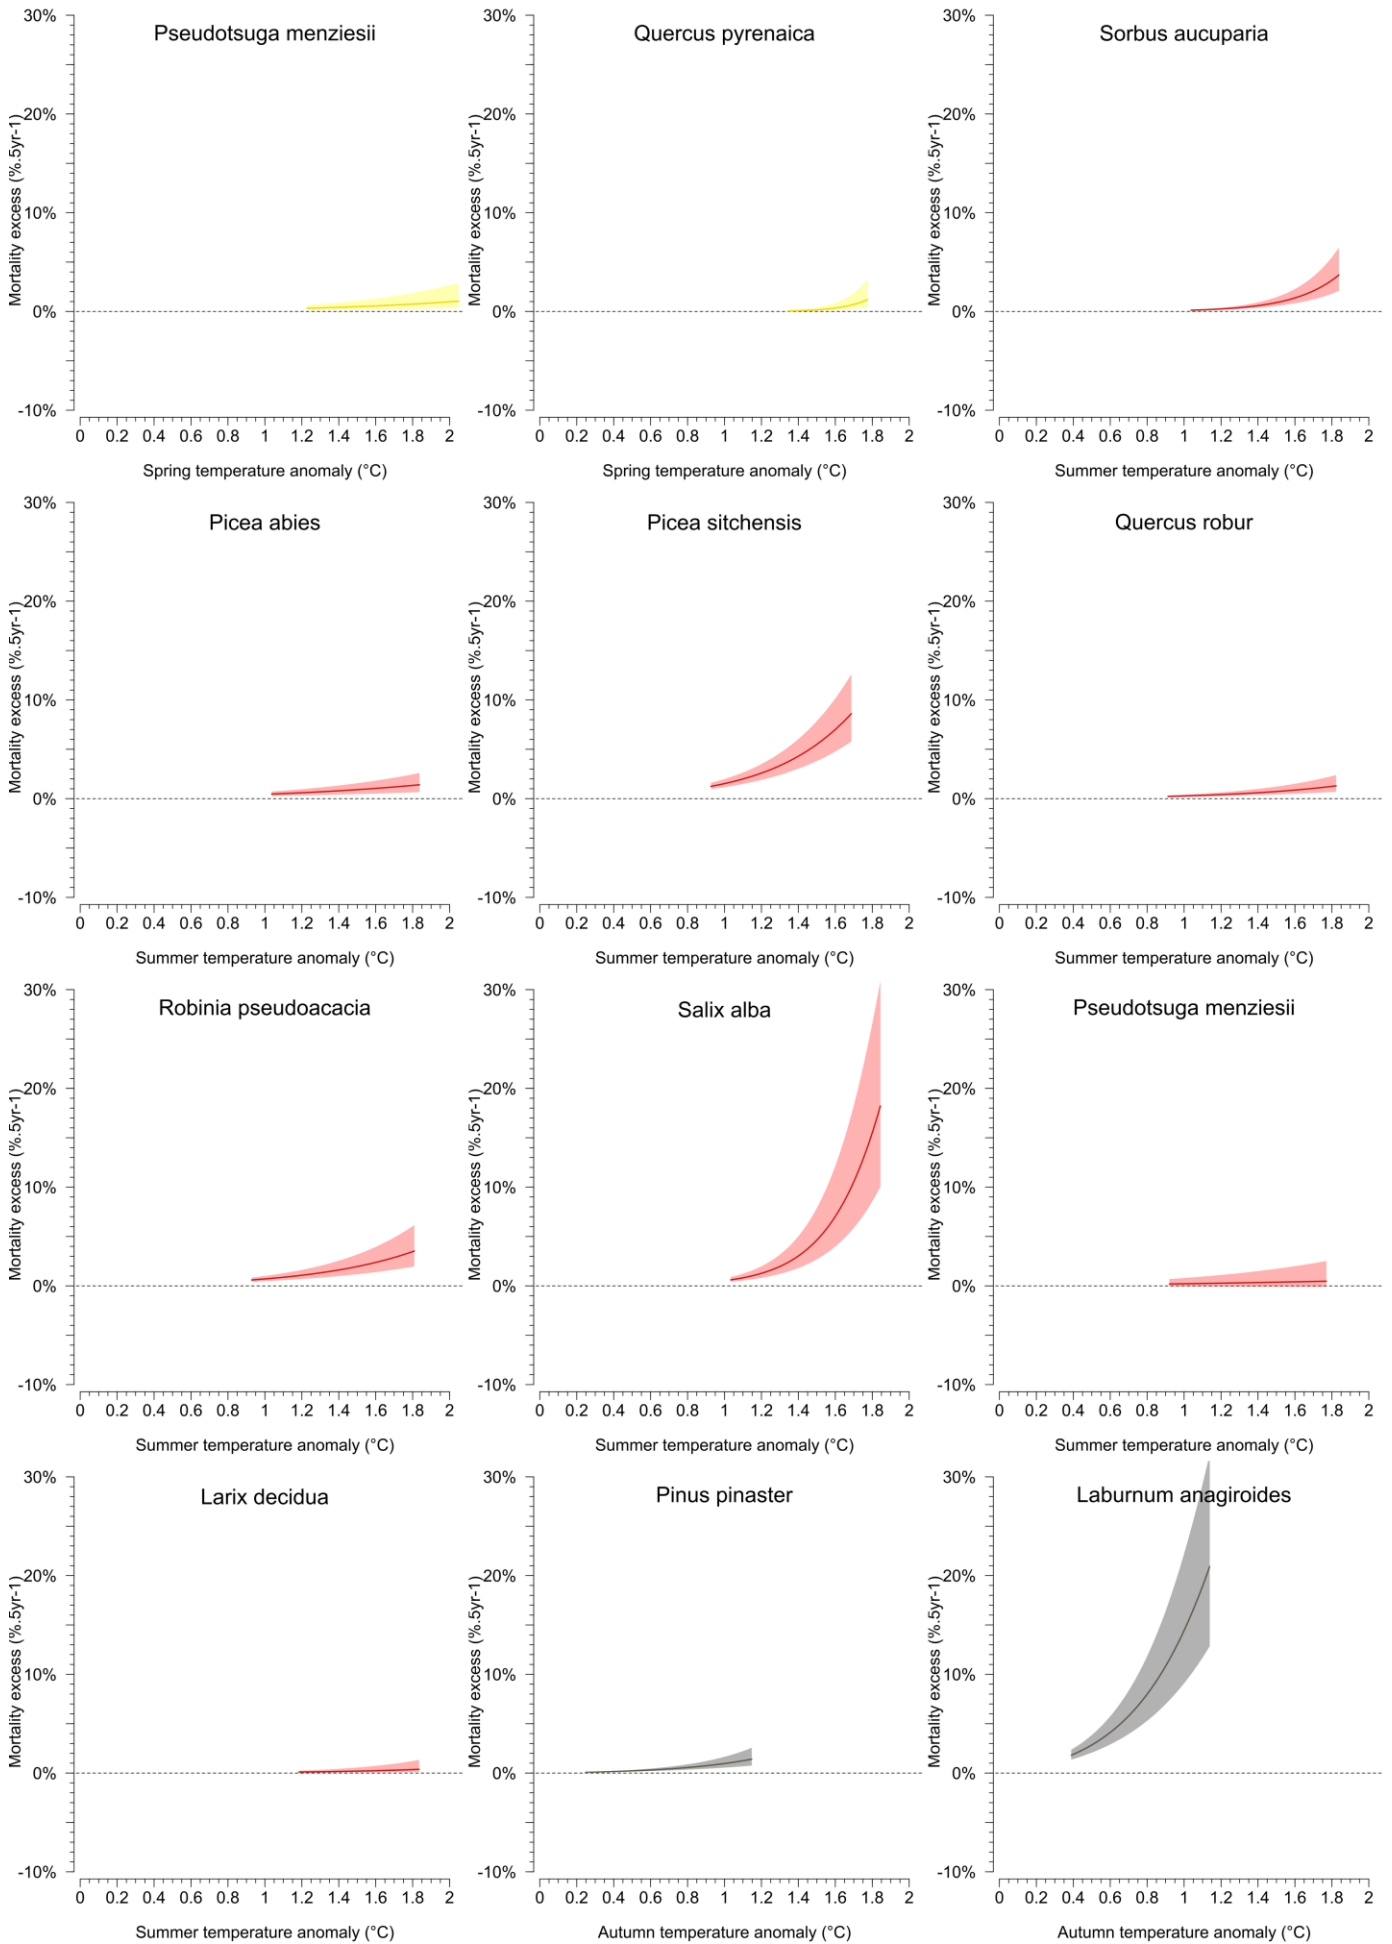 Pseudotsuga menziesii
30%
20%
10%
0%
-10%
Mortality excess (%.5yr-1)
0 0.2 0.4 0.6 0.8 1 1.2 1.4 1.6 1.8 2
Spring temperature anomaly (°C)
Quercus pyrenaica
30%
20%
10%
0%
-10%
Mortality excess (%.5yr-1)
0 0.2 0.4 0.6 0.8 1 1.2 1.4 1.6 1.8 2
Spring temperature anomaly (°C)
Sorbus aucuparia
30%
20%
10%
0%
-10%
Mortality excess (%.5yr-1)
0 0.2 0.4 0.6 0.8 1 1.2 1.4 1.6 1.8 2
Summer temperature anomaly (°C)
Picea abies
30%
20%
10%
0%
-10%
Mortality excess (%.5yr-1)
0 0.2 0.4 0.6 0.8 1 1.2 1.4 1.6 1.8 2
Summer temperature anomaly (°C)
Picea sitchensis
30%
20%
10%
0%
-10%
Mortality excess (%.5yr-1)
0 0.2 0.4 0.6 0.8 1 1.2 1.4 1.6 1.8 2
Summer temperature anomaly (°C)
Quercus robur
30%
20%
10%
0%
-10%
Mortality excess (%.5yr-1)
0 0.2 0.4 0.6 0.8 1 1.2 1.4 1.6 1.8 2
Summer temperature anomaly (°C)
Robinia pseudoacacia
30%
20%
10%
0%
-10%
Mortality excess (%.5yr-1)
0 0.2 0.4 0.6 0.8 1 1.2 1.4 1.6 1.8 2
Summer temperature anomaly (°C)
Salix alba
30%
20%
10%
0%
-10%
Mortality excess (%.5yr-1)
0 0.2 0.4 0.6 0.8 1 1.2 1.4 1.6 1.8 2
Summer temperature anomaly (°C)
Pseudotsuga menziesii
30%
20%
10%
0%
-10%
Mortality excess (%.5yr-1)
0 0.2 0.4 0.6 0.8 1 1.2 1.4 1.6 1.8 2
Summer temperature anomaly (°C)
Larix decidua
30%
20%
10%
0%
-10%
Mortality excess (%.5yr-1)
0 0.2 0.4 0.6 0.8 1 1.2 1.4 1.6 1.8 2
Summer temperature anomaly (°C)
Pinus pinaster
30%
20%
10%
0%
-10%
Mortality excess (%.5yr-1)
0 0.2 0.4 0.6 0.8 1 1.2 1.4 1.6 1.8 2
Autumn temperature anomaly (°C)
Laburnum anagiroides
30%
20%
10%
0%
-10%
Mortality excess (%.5yr-1)
0 0.2 0.4 0.6 0.8 1 1.2 1.4 1.6 1.8 2
Autumn temperature anomaly (°C)